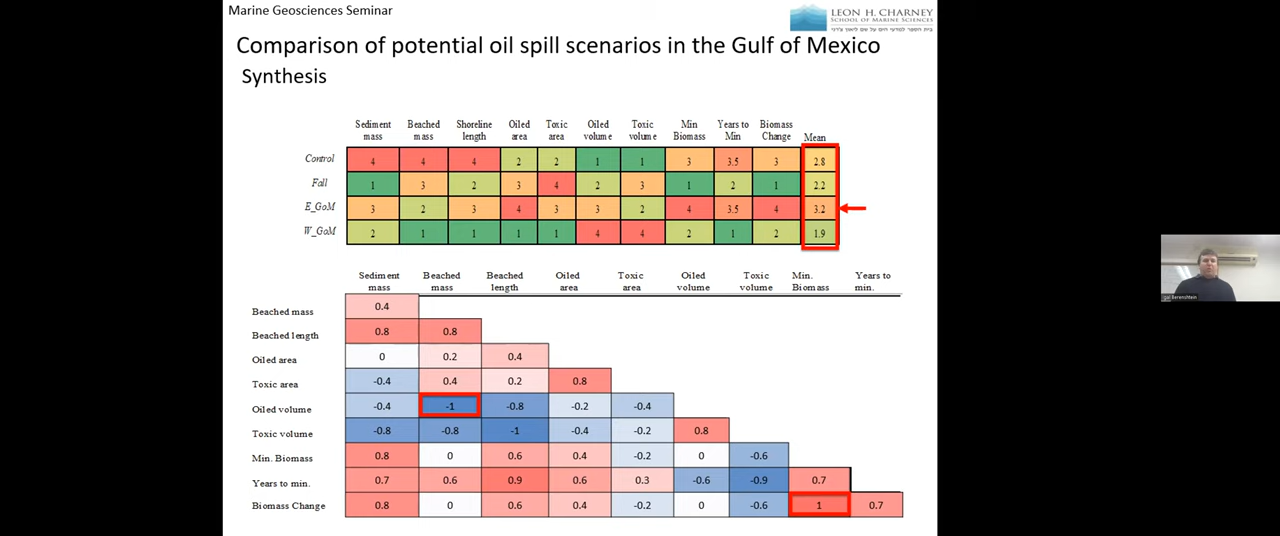 Marine Geosciences Seminar
LEON H. CHARNEY
SCHOOL OF MARINE SCIENCES
בית הספר למדעי הים על שם ליאון צ'רני
Comparison of potential oil spill scenarios in the Gulf of Mexico
Synthesis
Sediment mass Beached mass Shoreline length Oiled area Toxic area Oiled volume Toxic volume Min Biomass Years to Min Biomass Change Mean
Control 4 4 4 2 2 1 1 3 3.5 3 2.8
Fall 1 3 2 3 4 2 3 1 2 1 2.2
E_GoM 3 2 3 4 3 3 2 4 3.5 4 3.2
W_GoM 2 1 1 1 1 4 4 2 1 2 1.9
Sediment mass Beached mass Beached length Oiled area Toxic area Oiled volume Toxic volume Min. Biomass Years to min.
Beached mass 0.4
Beached length 0.8 0.8
Oiled area 0 0.2 0.4
Toxic area -0.4 0.4 0.2 0.8
Oiled volume -0.4 -1 -0.8 -0.2 -0.4
Toxic volume -0.8 -0.8 -1 -0.4 -0.2 0.8
Min. Biomass 0.8 0 0.6 0.4 -0.2 0 -0.6
Years to min. 0.7 0.6 0.9 0.6 0.3 -0.6 -0.9 0.7
Biomass Change 0.8 0 0.6 0.4 -0.2 0 -0.6 1 0.7
Berenshtein